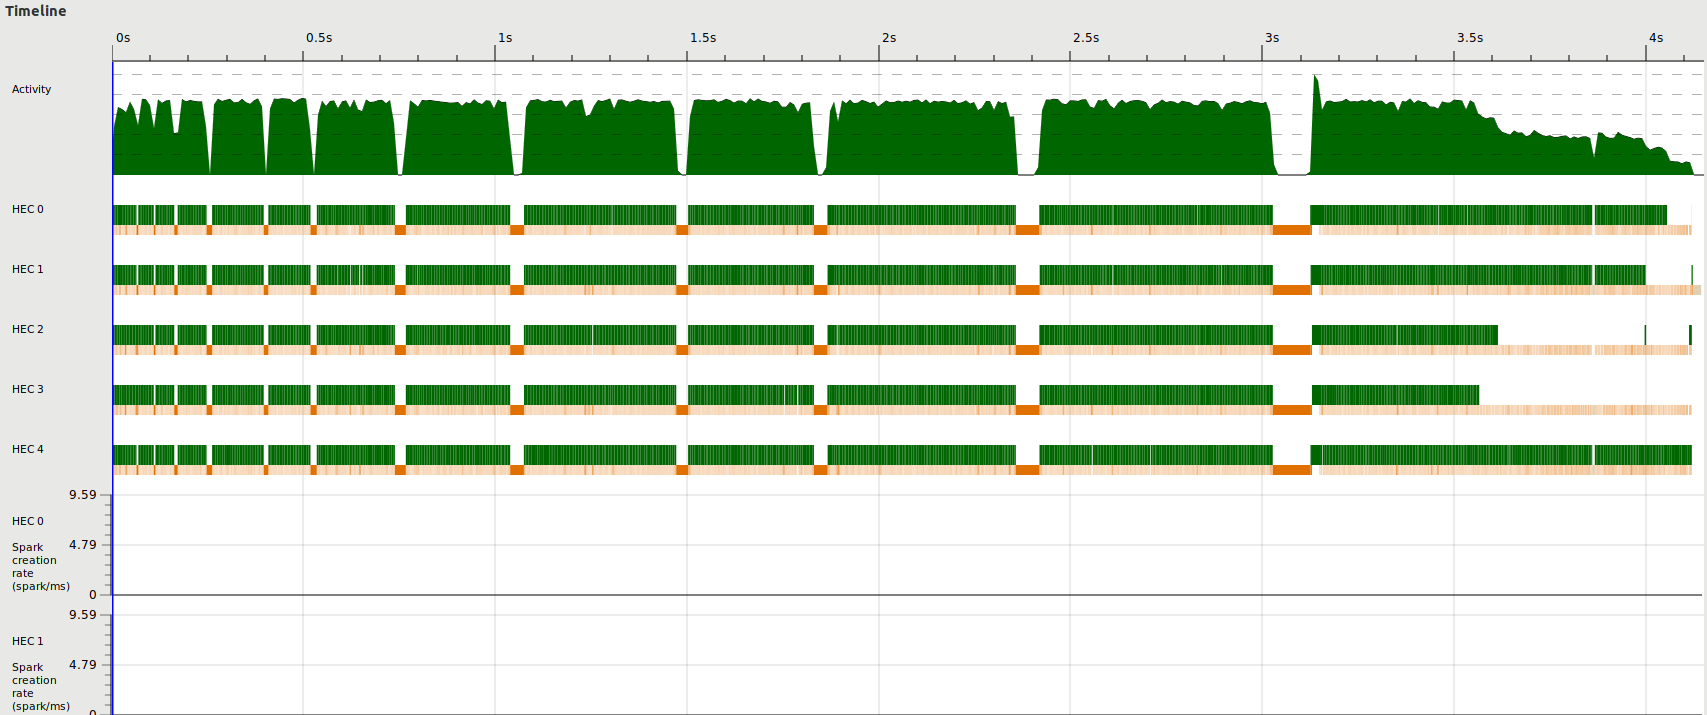 Timeline
0s 0.5s 1s 1.5s 2s 2.5s 3s 3.5s 4s
Activity
HEC 0
HEC 1
HEC 2
HEC 3
HEC 4
9.59
HEC 0
Spark
4.79
creation
rate
(spark/ms)
0
9.59
HEC 1
Spark
4.79
creation
rate
(spark/ms)
0